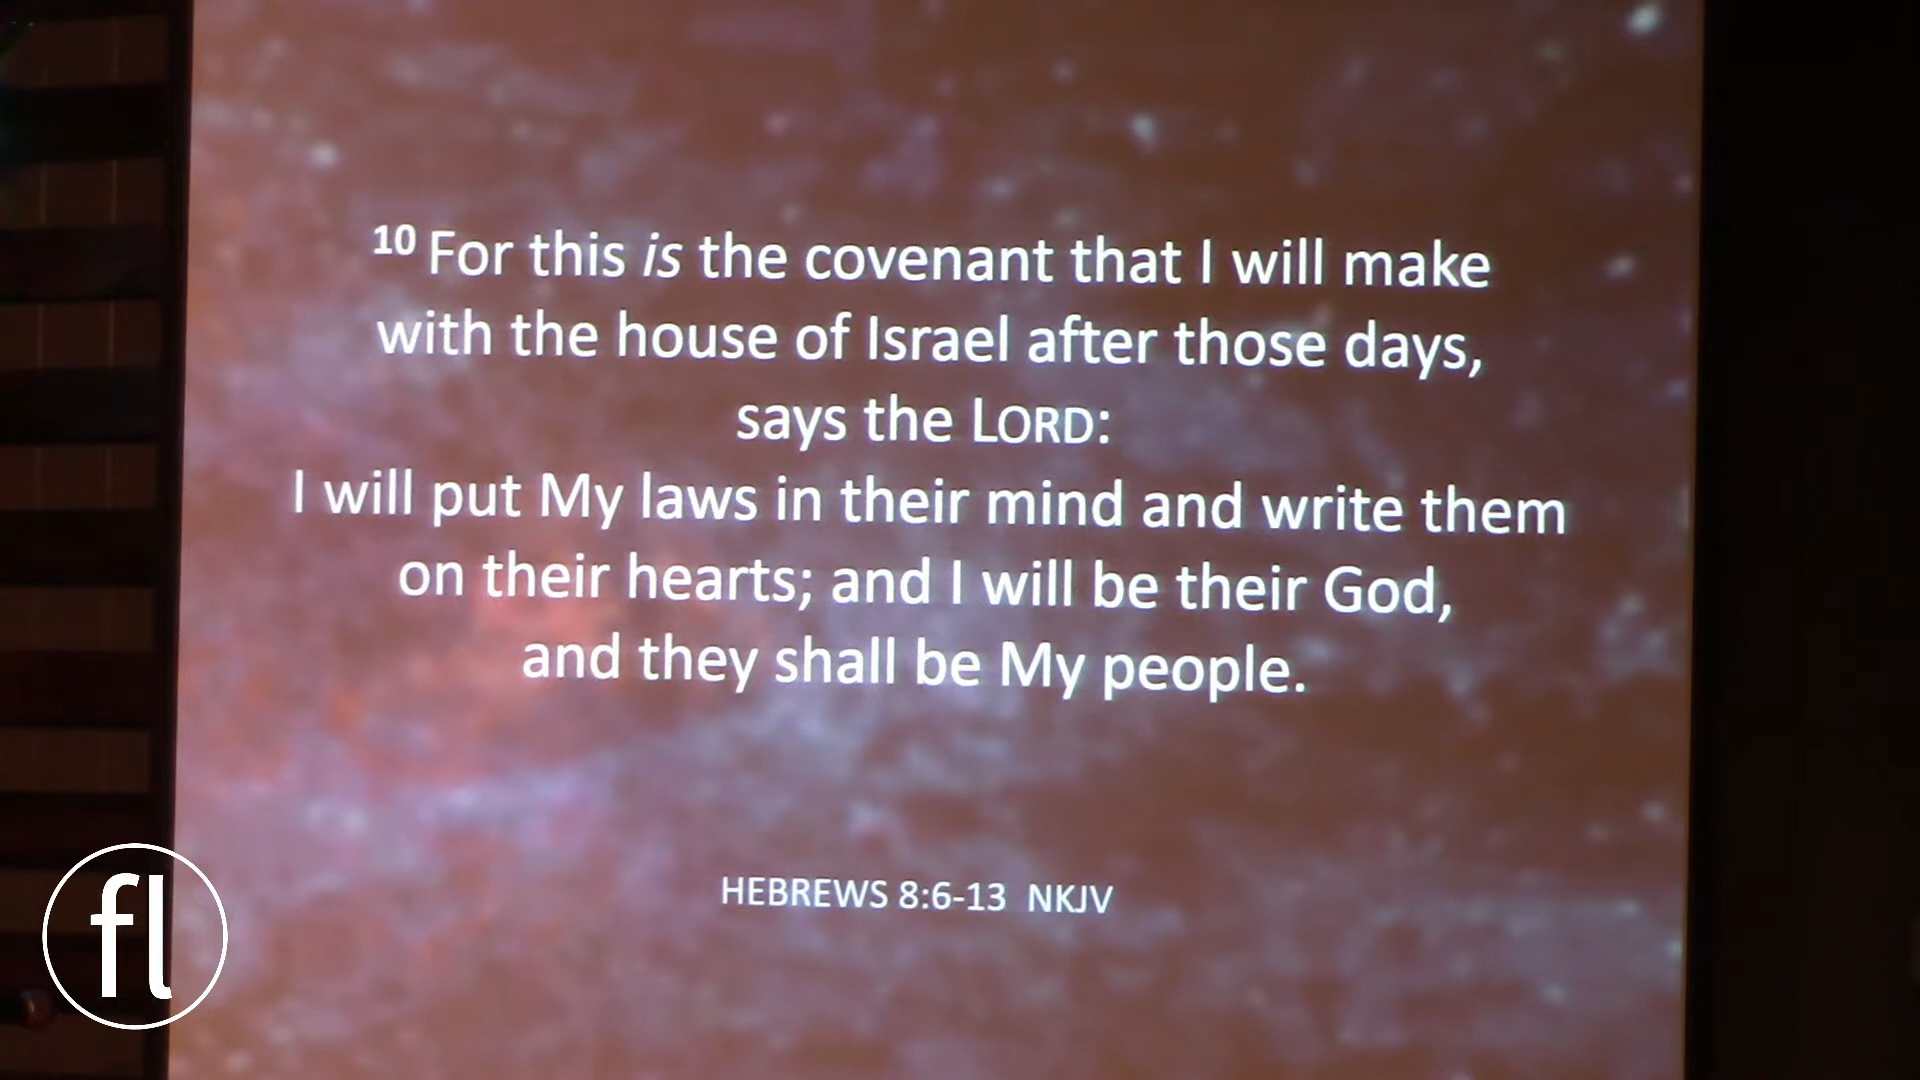 10 For this is the covenant that I will make
with the house of Israel after those days,
says the LORD:
I will put My laws in their mind and write them
on their hearts; and I will be their God,
and they shall be My people.
HEBREWS 8:6-13 NKJV
fl